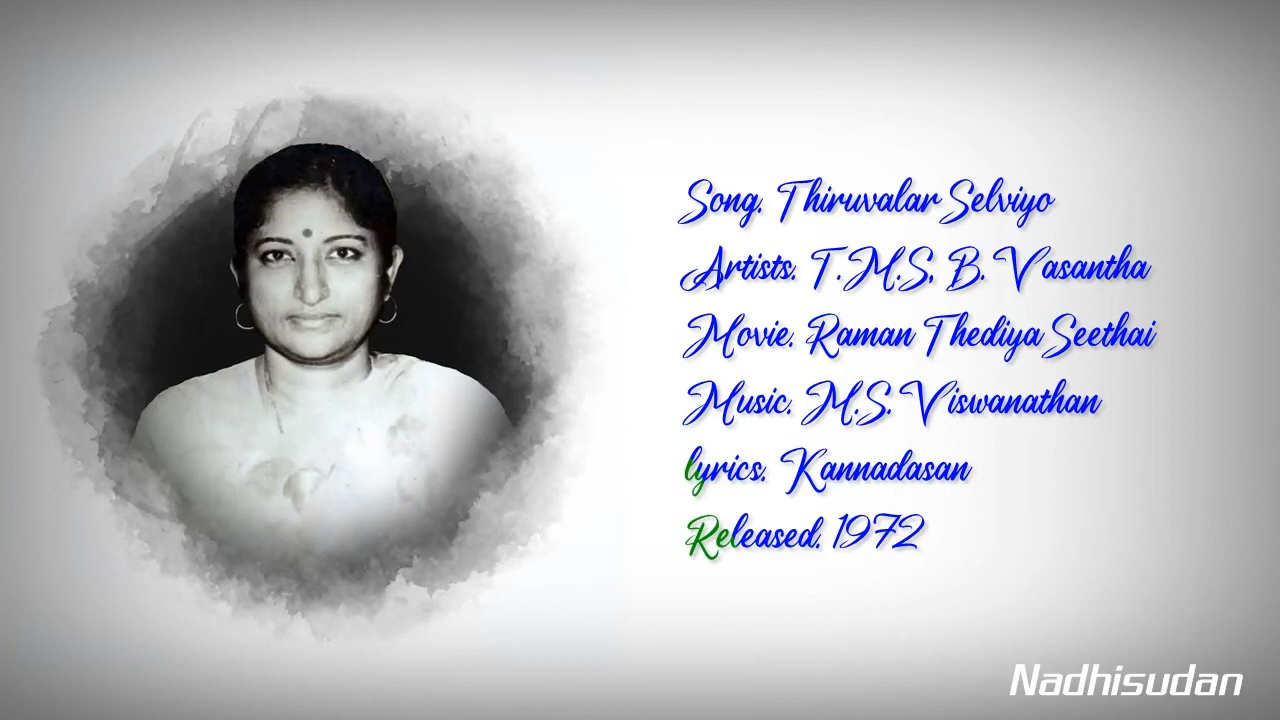 Song. Thiruvalar Selviyo
Artists. T.M.S, B. Vasantha
Movie. Raman Thediya Seethai
Music. M.S. Viswanathan
lyrics. Kannadasan
Released. 1972
Nadhisudan